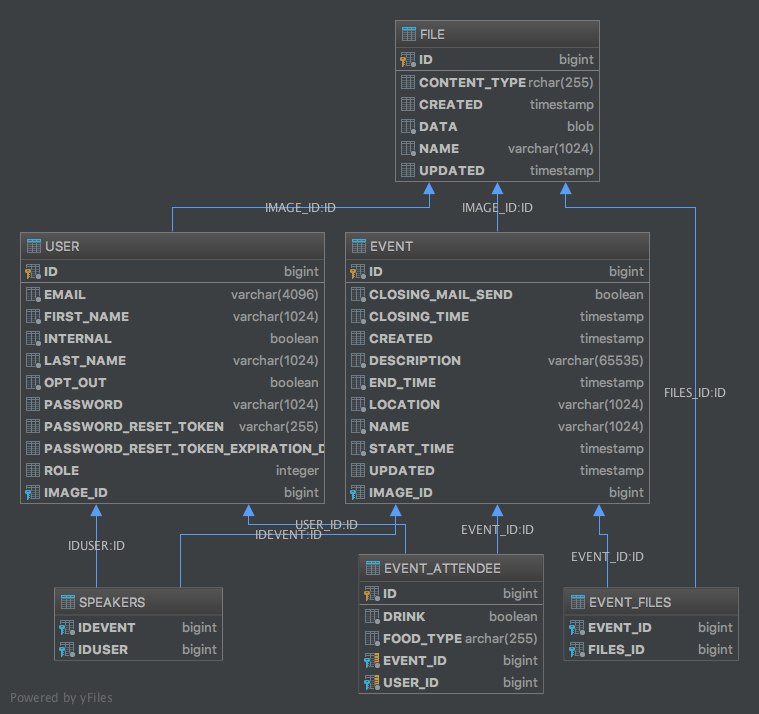 FILE
ID bigint
CONTENT_TYPE rchar(255)
CREATED timestamp
DATA blob
NAME varchar(1024)
UPDATED timestamp
IMAGE_ID:ID
IMAGE_ID:ID
USER
ID bigint
EMAIL varchar(4096)
FIRST_NAME varchar(1024)
INTERNAL boolean
LAST_NAME varchar(1024)
OPT_OUT boolean
PASSWORD varchar(1024)
PASSWORD_RESET_TOKEN varchar(255)
PASSWORD_RESET_TOKEN_EXPIRATION_D
ROLE integer
IMAGE_ID bigint
EVENT
ID bigint
CLOSING_MAIL_SEND boolean
CLOSING_TIME timestamp
CREATED timestamp
DESCRIPTION varchar(65535)
END_TIME timestamp
LOCATION varchar(1024)
NAME varchar(1024)
START_TIME timestamp
UPDATED timestamp
IMAGE_ID bigint
FILES_ID:ID
USER_ID:ID
IDEVENT:ID
EVENT_ID:ID
IDUSER:ID
EVENT_ID:ID
SPEAKERS
IDEVENT bigint
IDUSER bigint
EVENT_ATTENDEE
ID bigint
DRINK boolean
FOOD_TYPE archar(255)
EVENT_ID bigint
USER_ID bigint
EVENT_FILES
EVENT_ID bigint
FILES_ID bigint
Powered by yFiles